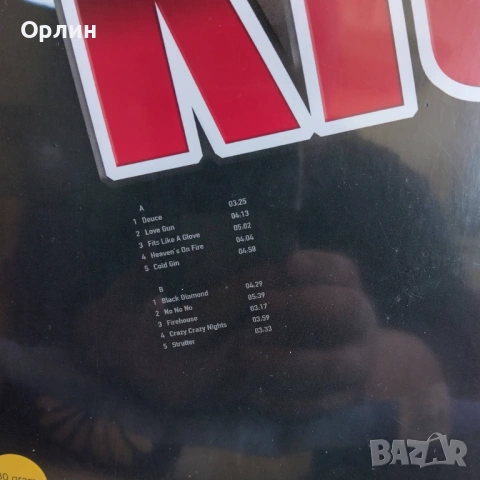 Орлин
KI
A
1 Deuce 03:25
2 Love Gun 04.13
3 Fits Like A Glove 05.02
4 Heaven's On Fire 04.04
5 Cold Gin 04:58
B
1 Black Diamond 04.29
2 No No No 05.39
3 Firehouse 03.17
4 Crazy Crazy Nights 03.59
5 Strutter 03:33
BAZAR